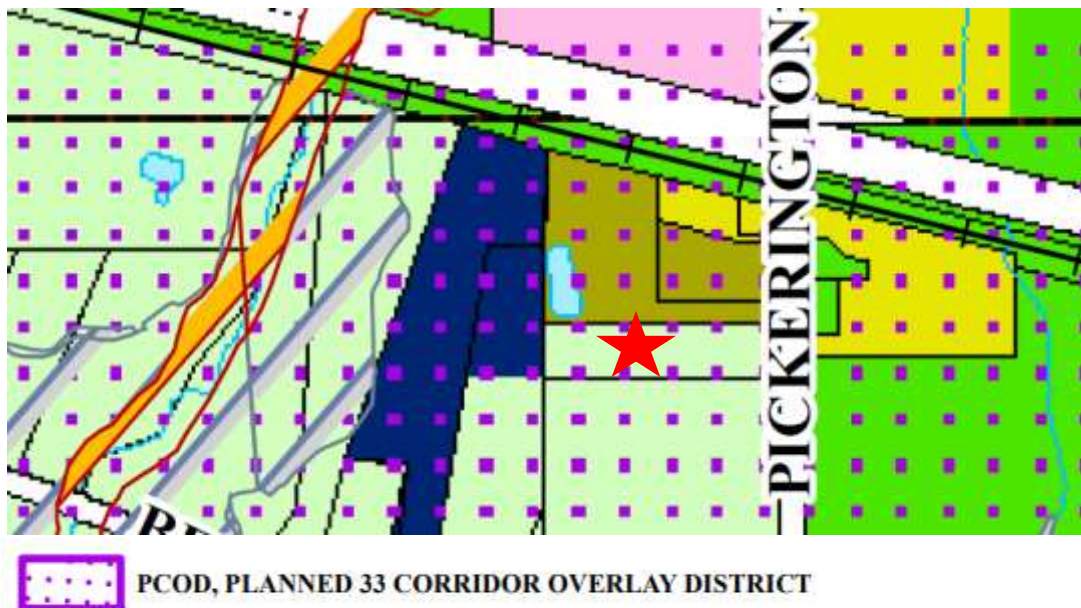 PICKERINGTON
PCOD, PLANNED 33 CORRIDOR OVERLAY DISTRICT